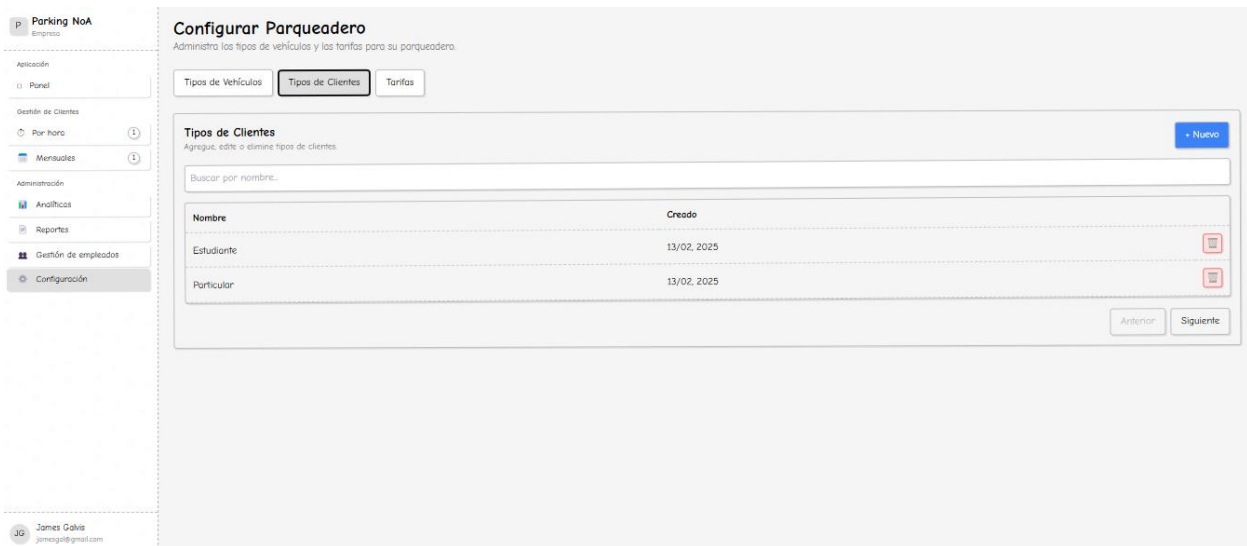 P
Parking NoA
Empresa
Aplicación
Panel
Gestión de Clientes
Por hora
1
Mensuales
1
Administración
Analíticas
Reportes
Gestión de empleados
Configuración
JG
James Galvis
jamesgal@gmail.com
Configurar Parqueadero
Administra los tipos de vehículos y las tarifas para su parqueadero.
Tipos de Vehículos
Tipos de Clientes
Tarifas
Tipos de Clientes
Agregue, edite o elimine tipos de clientes.
+ Nuevo
Buscar por nombre..
Nombre Creado
Estudiante 13/02, 2025
Particular 13/02, 2025
Anterior
Siguiente